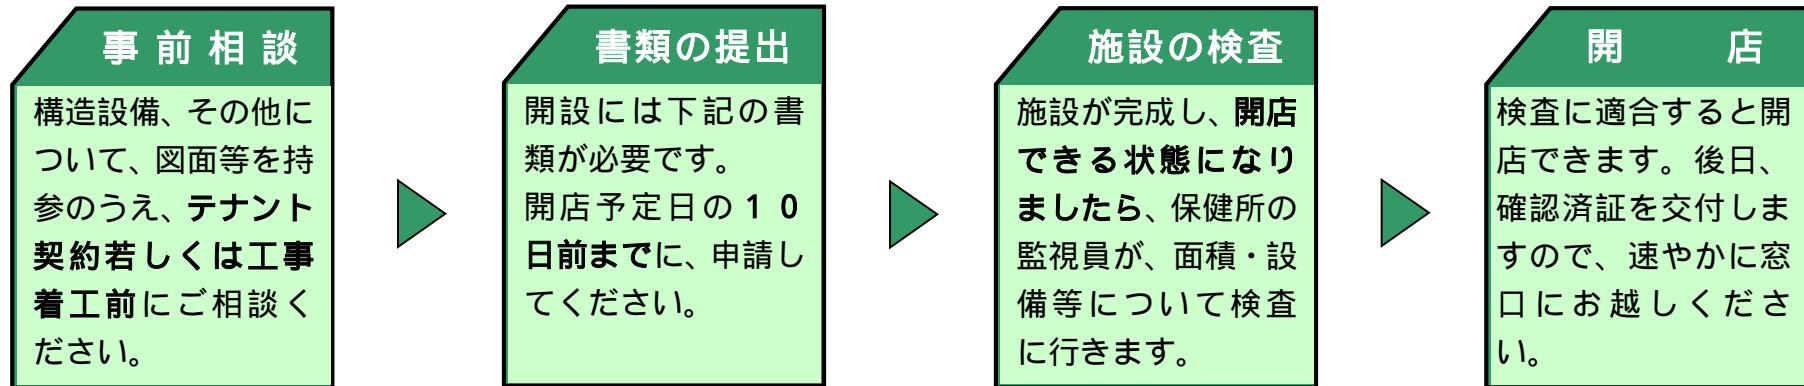 事前相談
構造設備、その他に
ついて、図面等を持
参のうえ、テナント
契約若しくは工事
着工前にご相談く
ださい。
書類の提出
開設には下記の書
類が必要です。
開店予定日の１０
日前までに、申請し
てください。
施設の検査
施設が完成し、開店
できる状態になり
ましたら、保健所の
監視員が、面積・設
備等について検査
に行きます。
開店
検査に適合すると開
店できます。後日、
確認済証を交付しま
すので、速やかに窓
口にお越しくださ
い。